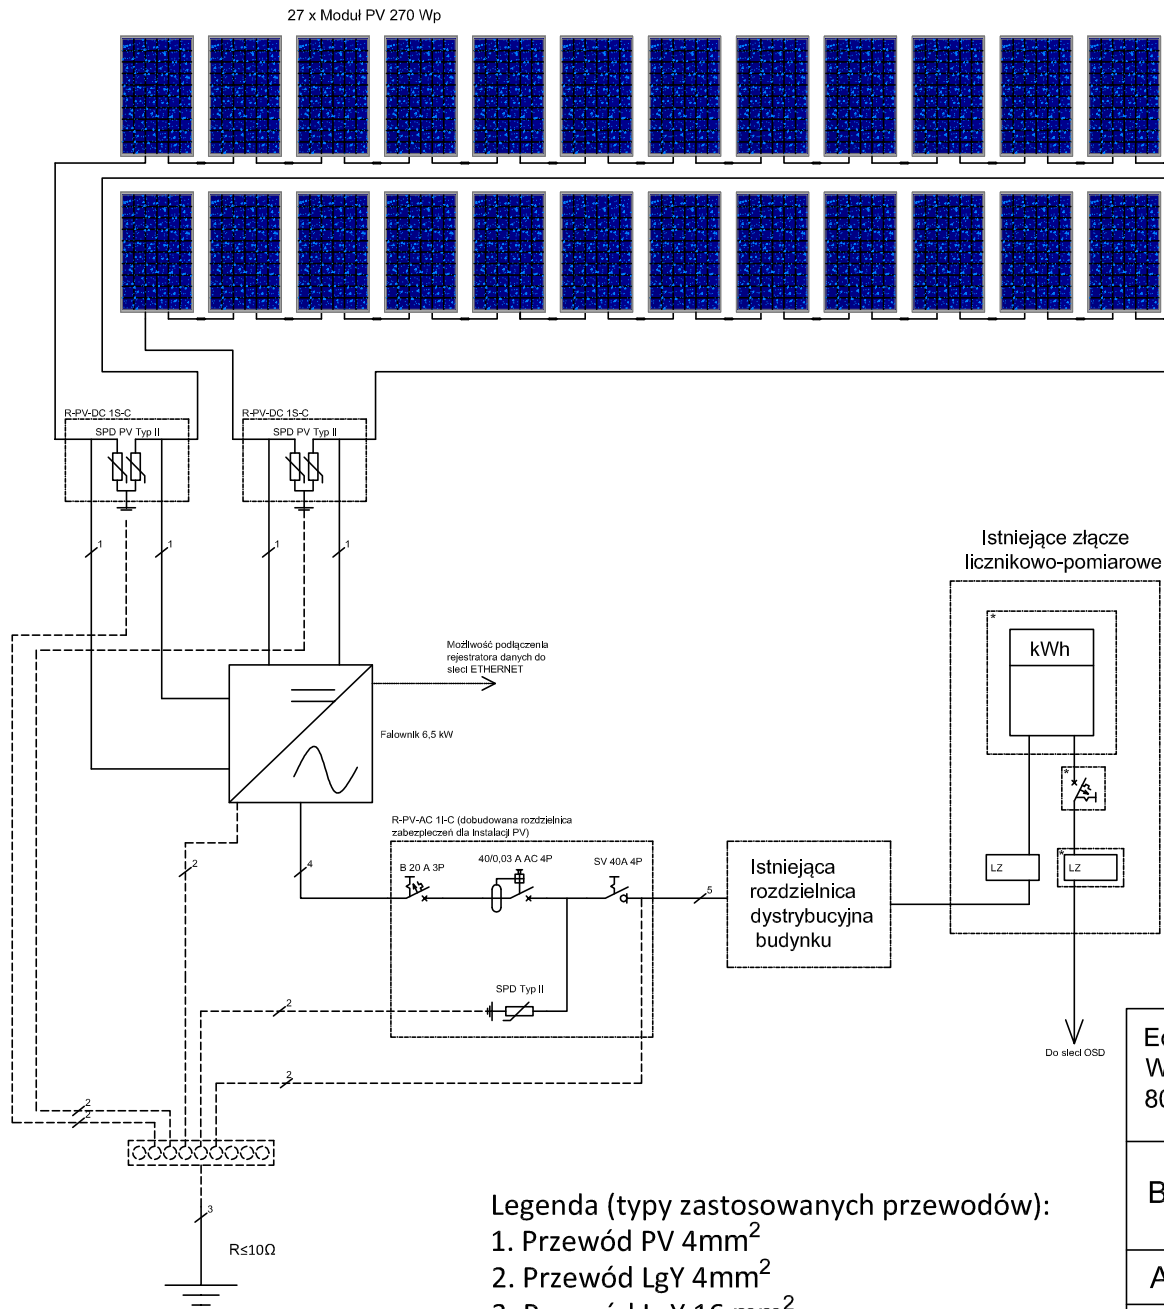 27 x Moduł PV 270 Wp
R-PV-DC 1S-C
SPD PV Typ II
R-PV-DC 1S-C
SPD PV Typ II
1
1
1
1
Istniejące złącze
licznikowo-pomiarowe
*
kWh
*
*
LZ
LZ
Możliwość podłączenia
rejestratora danych do
sieci ETHERNET
Falownik 6,5 kW
R-PV-AC 1I-C (dobudowana rozdzielnica
zabezpieczeń dla Instalacji PV)
B 20 A 3P
40/0,03 A AC 4P
SV 40A 4P
2
4
5
Istniejąca
rozdzielnica
dystrybucyjna
budynku
SPD Typ II
2
2
Do sieci OSD
2
2
3
R≤10Ω
Legenda (typy zastosowanych przewodów):
1. Przewód PV 4mm²
2. Przewód LgY 4mm²
B
A